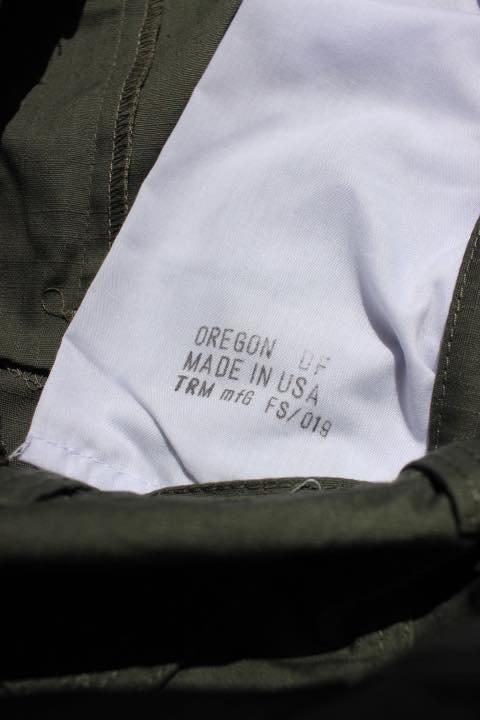 OREGON DF
MADE IN USA
TRM mfG FS/019